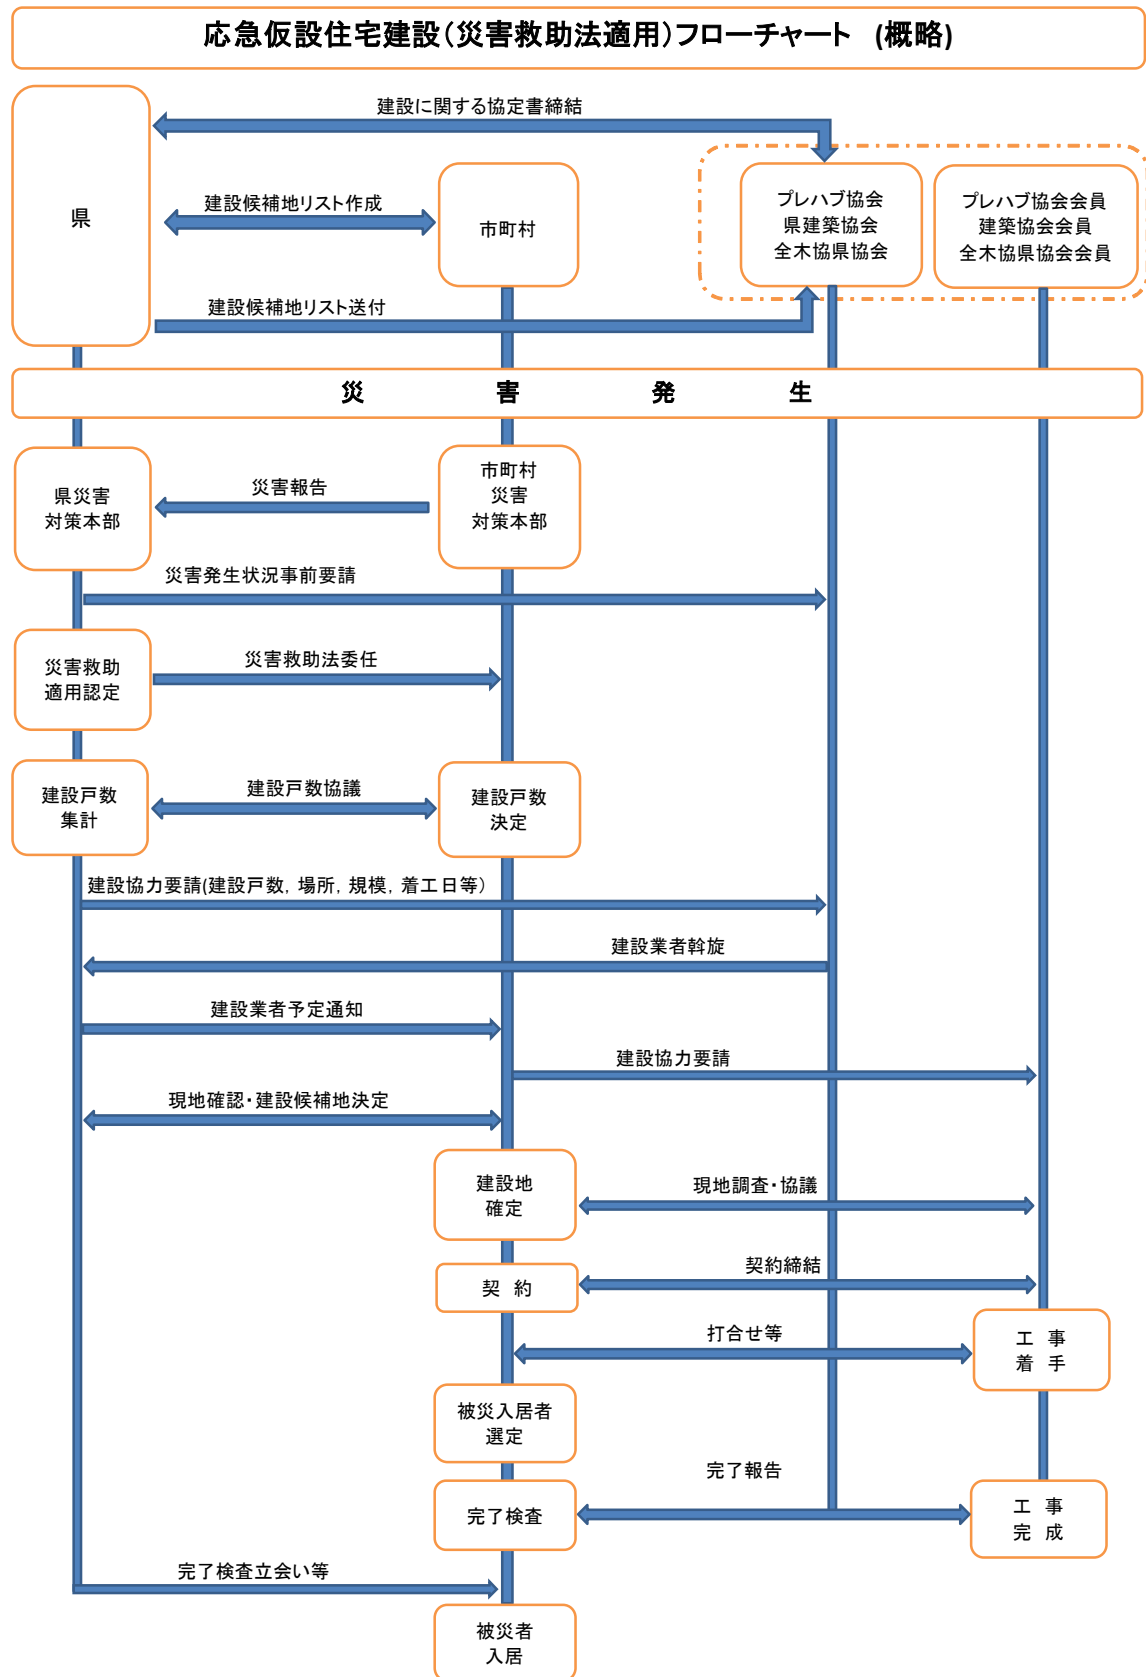 応急仮設住宅建設(災害救助法適用)フローチャート (概略)
建設に関する協定書締結
県
建設候補地リスト作成
市町村
プレハブ協会
県建築協会
全木協県協会
プレハブ協会会員
建築協会会員
全木協県協会会員
建設候補地リスト送付
災 害 発 生
県災害
対策本部
災害報告
市町村
災害
対策本部
災害発生状況事前要請
災害救助
適用認定
災害救助法委任
建設戸数
集計
建設戸数協議
建設戸数
決定
建設協力要請(建設戸数, 場所, 規模, 着工日等)
建設業者斡旋
建設業者予定通知
建設協力要請
現地確認・建設候補地決定
建設地
確定
現地調査・協議
契約締結
契 約
打合せ等
工 事
着 手
被災入居者
選定
完了報告
完了検査
工 事
完 成
完了検査立会い等
被災者
入居